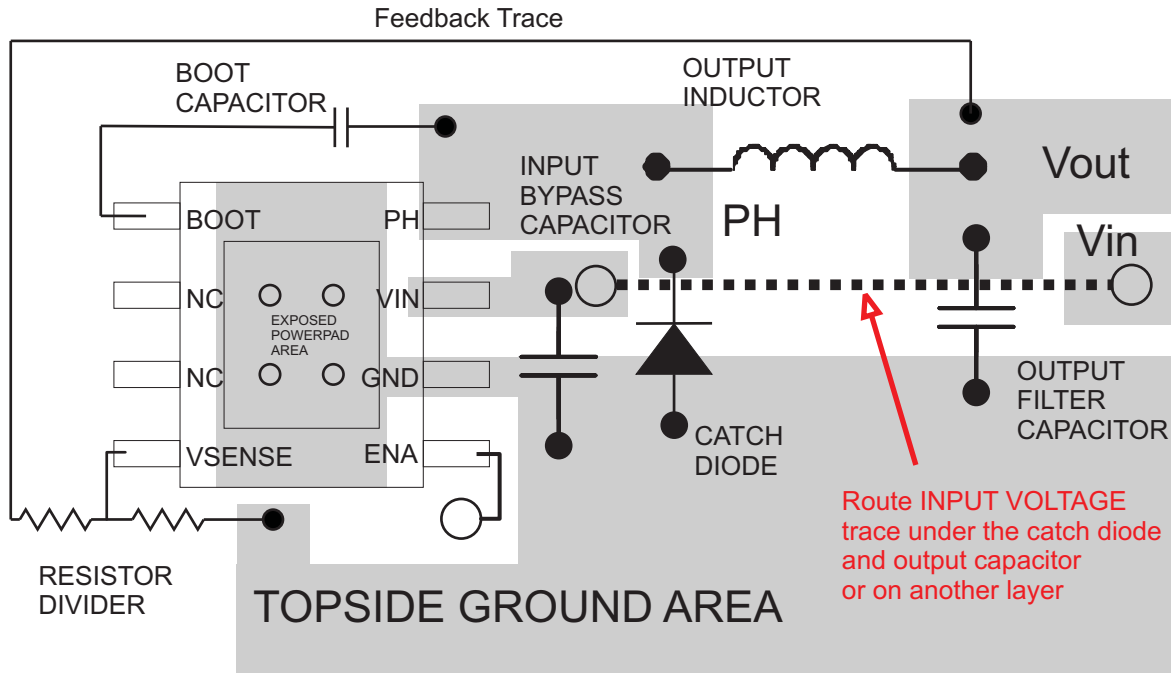 Feedback Trace
BOOT
CAPACITOR
OUTPUT
INDUCTOR
Vout
INPUT
BYPASS
CAPACITOR
PH
Vin
BOOT
PH
NC
VIN
EXPOSED
POWERPAD
AREA
NC
GND
VSENSE
ENA
CATCH
DIODE
OUTPUT
FILTER
CAPACITOR
Route INPUT VOLTAGE
trace under the catch diode
and output capacitor
or on another layer
RESISTOR
DIVIDER
TOPSIDE GROUND AREA